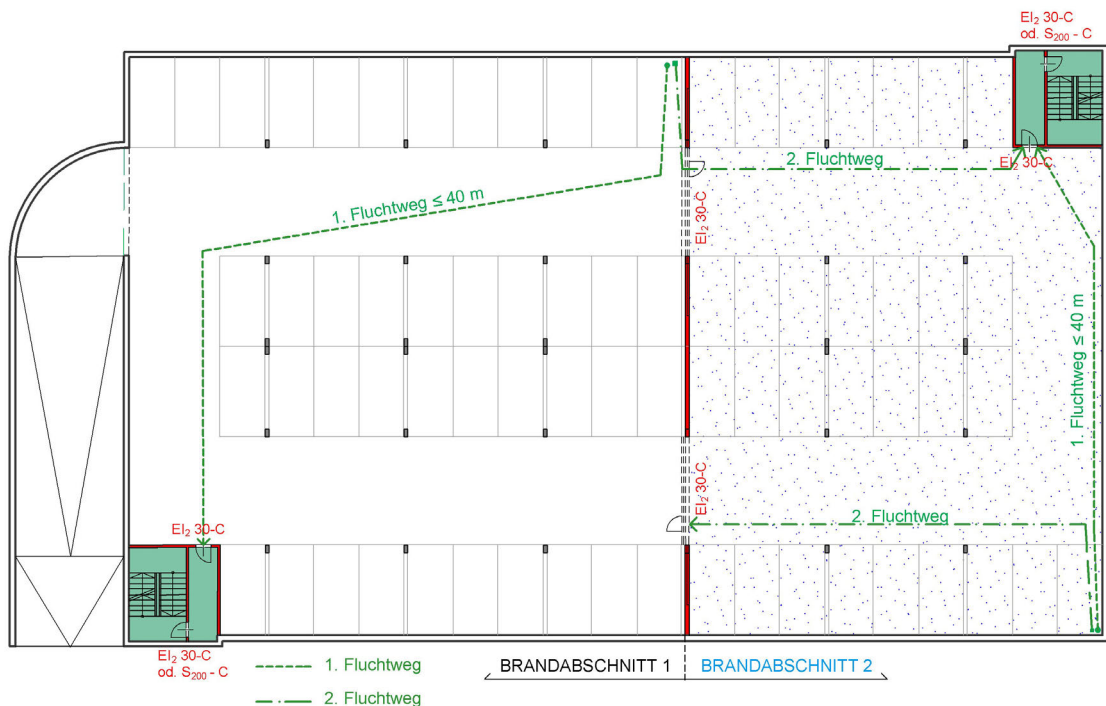 EI₂ 30-C
od. S₂₀₀ - C
EI₂ 30-C
2. Fluchtweg
1. Fluchtweg ≤ 40 m
EI₂ 30-C
1. Fluchtweg ≤ 40 m
EI₂ 30-C
2. Fluchtweg
EI₂ 30-C
EI₂ 30-C
od. S₂₀₀ - C
1. Fluchtweg
2. Fluchtweg
BRANDABSCHNITT 1
BRANDABSCHNITT 2